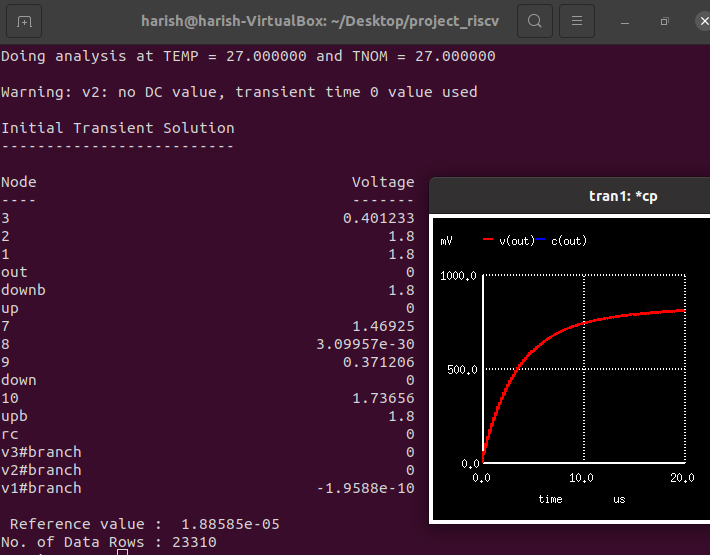 harish@harish-VirtualBox: ~/Desktop/project_riscv
Doing analysis at TEMP = 27.000000 and TNOM = 27.000000
Warning: v2: no DC value, transient time 0 value used
Initial Transient Solution
--------------------------
Node Voltage
---- -------
3 0.401233
2 1.8
1 1.8
out 0
downb 1.8
up 0
7 1.46925
8 3.09957e-30
9 0.371206
down 0
10 1.73656
upb 1.8
rc 0
v3#branch 0
v2#branch 0
v1#branch -1.9588e-10
Reference value : 1.88585e-05
No. of Data Rows : 23310
tran1: *cp
mV v(out) c(out)
1000.0
500.0
0.0
0.0 10.0 20.0
time us